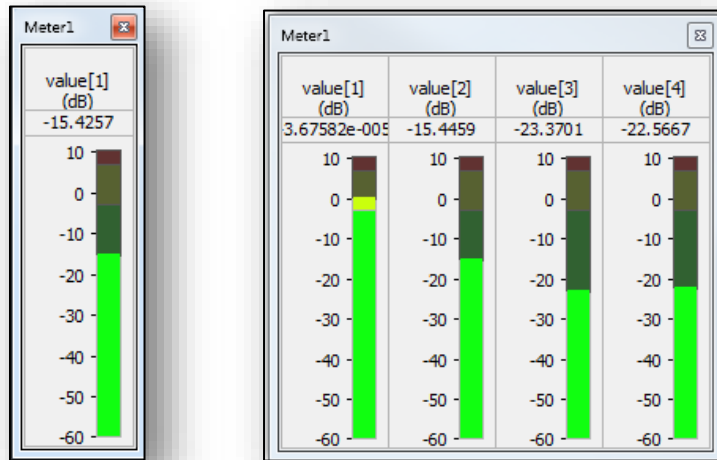 Meter1
value[1]
(dB)
-15.4257
10
0
-10
-20
-30
-40
-50
-60
Meter1
value[1] value[2] value[3] value[4]
(dB) (dB) (dB) (dB)
3.67582e-005 -15.4459 -23.3701 -22.5667
10 10 10 10
0 0 0 0
-10 -10 -10 -10
-20 -20 -20 -20
-30 -30 -30 -30
-40 -40 -40 -40
-50 -50 -50 -50
-60 -60 -60 -60